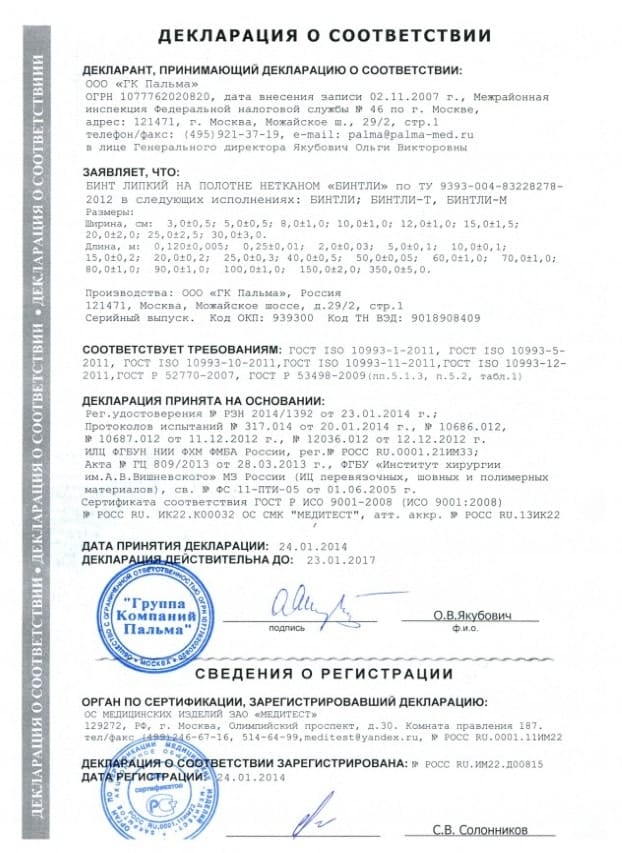 ДЕКЛАРАЦИЯ О СООТВЕТСТВИИ
ДЕКЛАРАЦИЯ О СООТВЕТСТВИИ • ДЕКЛАРАЦИЯ О СООТВЕТСТВИИ • ДЕКЛАРАЦИЯ О СООТВЕТСТВИИ
ДЕКЛАРАНТ, ПРИНИМАЮЩИЙ ДЕКЛАРАЦИЮ О СООТВЕТСТВИИ:
ООО «ГК Пальма»
ОГРН 1077762020820, дата внесения записи 02.11.2007 г., Межрайонная
инспекция Федеральной налоговой службы № 46 по г. Москве,
адрес: 121471, г. Москва, Можайское ш., 29/2, стр.1
телефон/факс: (495)921-37-19, e-mail: palma@palma-med.ru
в лице Генерального директора Якубович Ольги Викторовны
ЗАЯВЛЯЕТ, ЧТО:
БИНТ ЛИПКИЙ НА ПОЛОТНЕ НЕТКАНОМ «БИНТЛИ» по ТУ 9393-004-83228278-
2012 в следующих исполнениях: БИНТЛИ; БИНТЛИ-Т, БИНТЛИ-М
Размеры:
Ширина, см: 3,0±0,5; 5,0±0,5; 8,0±1,0; 10,0±1,0; 12,0±1,0; 15,0±1,5;
20,0±2,0; 25,0±2,5; 30,0±3,0.
Длина, м: 0,120±0,005; 0,25±0,01; 2,0±0,03; 5,0±0,1; 10,0±0,1;
15,0±0,2; 20,0±0,2; 25,0±0,3; 40,0±0,5; 50,0±0,05; 60,0±1,0; 70,0±1,0;
80,0±1,0; 90,0±1,0; 100,0±1,0; 150,0±2,0; 350,0±5,0.
Производства: ООО «ГК Пальма», Россия
121471, Москва, Можайское шоссе, д.29/2, стр.1
Серийный выпуск. Код ОКП: 939300 Код ТН ВЭД: 9018908409
СООТВЕТСТВУЕТ ТРЕБОВАНИЯМ: ГОСТ ISO 10993-1-2011, ГОСТ ISO 10993-5-
2011, ГОСТ ISO 10993-10-2011,ГОСТ ISO 10993-11-2011,ГОСТ ISO 10993-12-
2011,ГОСТ Р 52770-2007, ГОСТ Р 53498-2009(пп.5.1.3, п.5.2, табл.1)
ДЕКЛАРАЦИЯ ПРИНЯТА НА ОСНОВАНИИ:
Рег.удостоверения № РЗН 2014/1392 от 23.01.2014 г.;
Протоколов испытаний № 317.014 от 20.01.2014 г., № 10686.012,
№ 10687.012 от 11.12.2012 г., № 12036.012 от 12.12.2012 г.
ИЛЦ ФГБУН НИИ ФХМ ФМБА России, рег.№ РОСС RU.0001.21ИМ33;
Акта № ГЦ 809/2013 от 28.03.2013 г., ФГБУ «Институт хирургии
им.А.В.Вишневского» МЗ России (ИЦ перевязочных, шовных и полимерных
материалов), св. № ФС 11-ПТИ-05 от 01.06.2005 г.
Сертификата соответствия ГОСТ Р ИСО 9001-2008 (ИСО 9001:2008)
№ РОСС RU. ИК22.К00032 ОС СМК "МЕДИТЕСТ", атт. аккр. № РОСС RU.13ИК22
ДАТА ПРИНЯТИЯ ДЕКЛАРАЦИИ: 24.01.2014
ДЕКЛАРАЦИЯ ДЕЙСТВИТЕЛЬНА ДО: 23.01.2017
ОБЩЕСТВО С ОГРАНИЧЕННОЙ ОТВЕТСТВЕННОСТЬЮ ОГРН 1077762020820 * МОСКВА *
"Группа
Компаний
Пальма"
О.В.Якубович
подпись
ф.и.о.
СВЕДЕНИЯ О РЕГИСТРАЦИИ
ОРГАН ПО СЕРТИФИКАЦИИ, ЗАРЕГИСТРИРОВАВШИЙ ДЕКЛАРАЦИЮ:
ОС МЕДИЦИНСКИХ ИЗДЕЛИЙ ЗАО «МЕДИТЕСТ»
129272, РФ, г. Москва, Олимпийский проспект, д.30. Комната правления 187.
тел/факс (499)246-67-16, 514-64-99,meditest@yandex.ru, № РОСС RU.0001.11ИМ22
ДЕКЛАРАЦИЯ О СООТВЕТСТВИИ ЗАРЕГИСТРИРОВАНА: № РОСС RU.ИМ22.Д00815
ДАТА РЕГИСТРАЦИИ: 24.01.2014
ОРГАН ПО СЕРТИФИКАЦИИ МЕДИЦИНСКИХ ИЗДЕЛИЙ
сертификатов
РОСС RU.0001.11ИМ22
С.В. Солонников